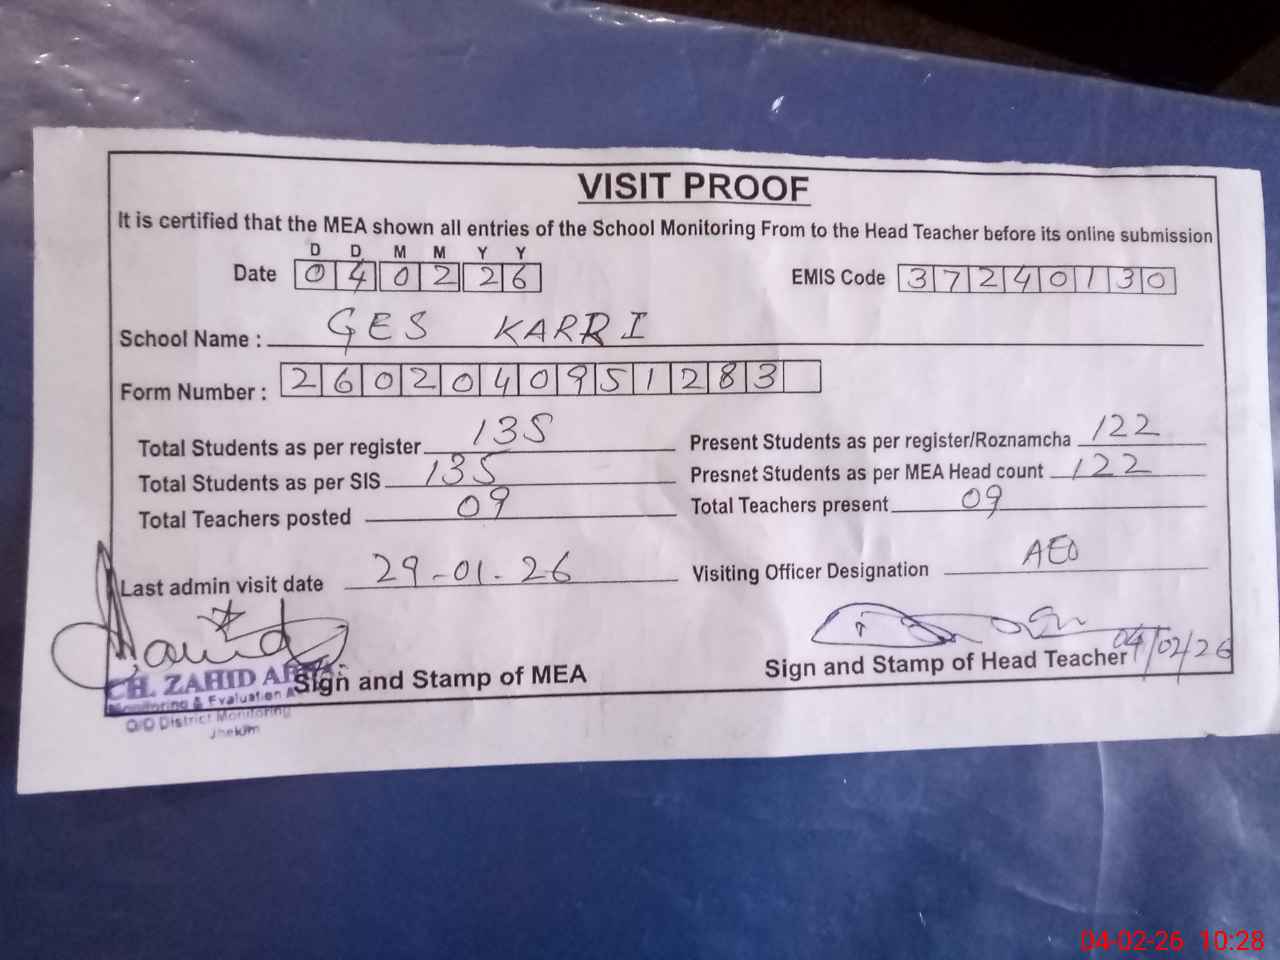 VISIT PROOF
It is certified that the MEA shown all entries of the School Monitoring From to the Head Teacher before its online submission
D D M M Y Y
Date 0 4 0 2 2 6 EMIS Code 3 7 2 4 0 1 3 0
School Name : GES KARRI
Form Number : 2 6 0 2 0 4 0 9 5 1 2 8 3
Total Students as per register 135 Present Students as per register/Roznamcha 122
Total Students as per SIS 135 Presnet Students as per MEA Head count 122
Total Teachers posted 09 Total Teachers present 09
Last admin visit date 29-01-26 Visiting Officer Designation AEO
Sign and Stamp of MEA Sign and Stamp of Head Teacher 04/02/26
CH. ZAHID
Monitoring & Evaluation
O/O District Monitoring
Jhelum
04-02-26 10:28